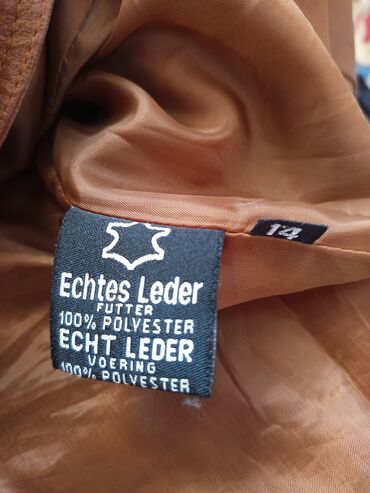 14
Echtes Leder
FUTTER
100% POLYESTER
ECHT LEDER
VOERING
100% POLYESTER